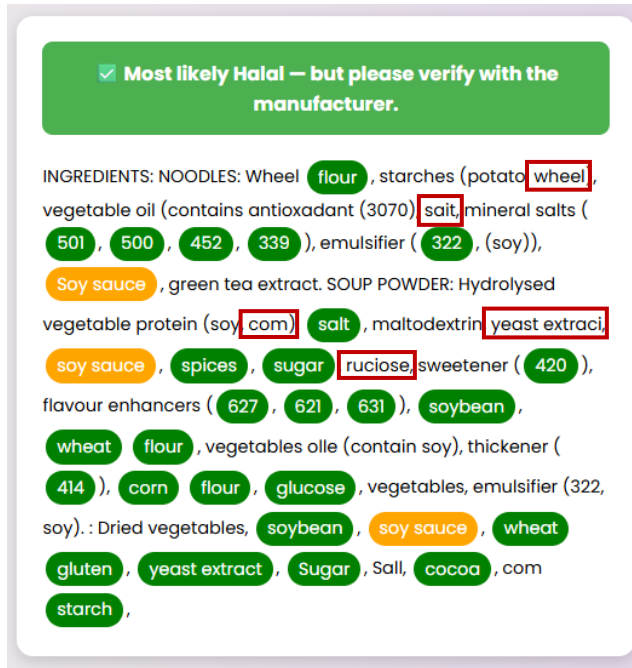 ✅ Most likely Halal — but please verify with the
manufacturer.
INGREDIENTS: NOODLES: Wheel flour , starches (potato wheel),
vegetable oil (contains antioxadant (3070), sait, mineral salts (
501 , 500 , 452 , 339 ), emulsifier ( 322 , (soy)),
Soy sauce , green tea extract. SOUP POWDER: Hydrolysed
vegetable protein (soy, com) salt , maltodextrin yeast extraci,
soy sauce , spices , sugar ruciose, sweetener ( 420 ),
flavour enhancers ( 627 , 621 , 631 ), soybean ,
wheat flour , vegetables olle (contain soy), thickener (
414 ), corn flour , glucose , vegetables, emulsifier (322,
soy). : Dried vegetables, soybean , soy sauce , wheat
gluten , yeast extract , Sugar , Sall, cocoa , com
starch ,